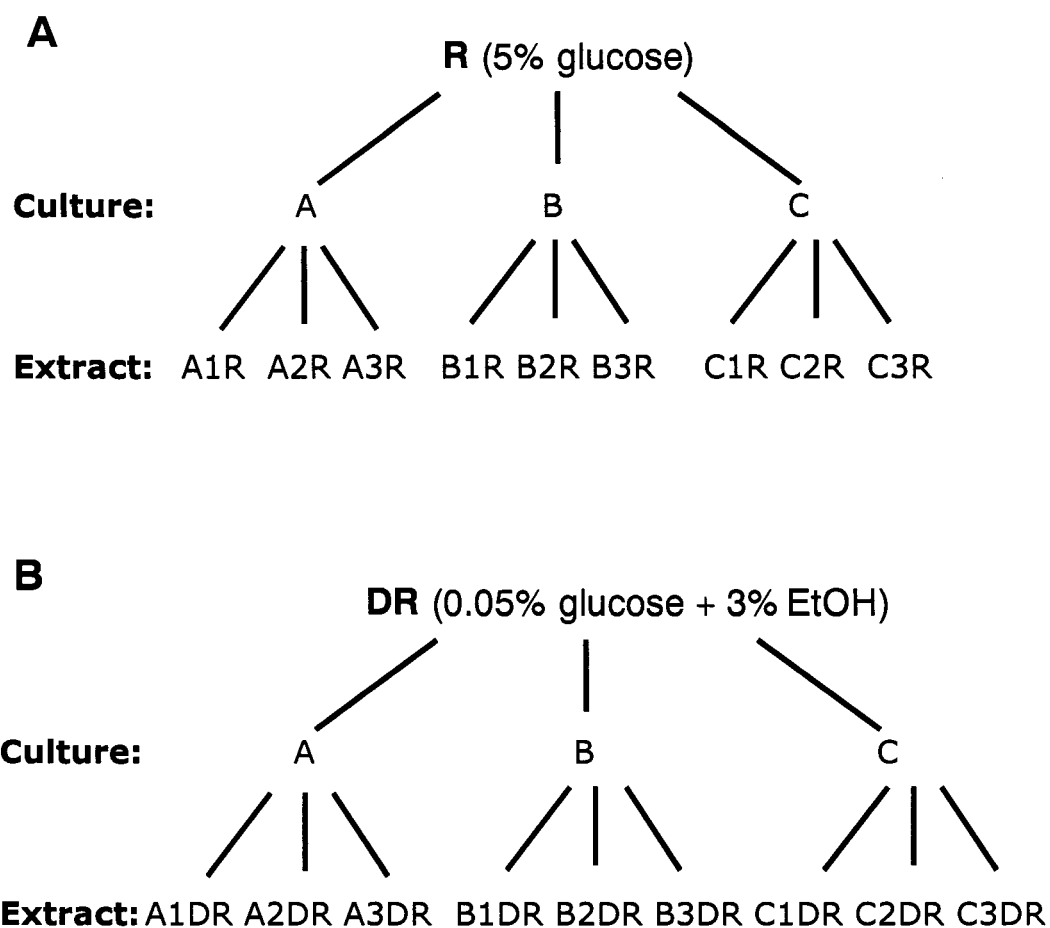 A
R (5% glucose)
Culture: A B C
Extract: A1R A2R A3R B1R B2R B3R C1R C2R C3R
B
DR (0.05% glucose + 3% EtOH)
Culture: A B C
Extract: A1DR A2DR A3DR B1DR B2DR B3DR C1DR C2DR C3DR